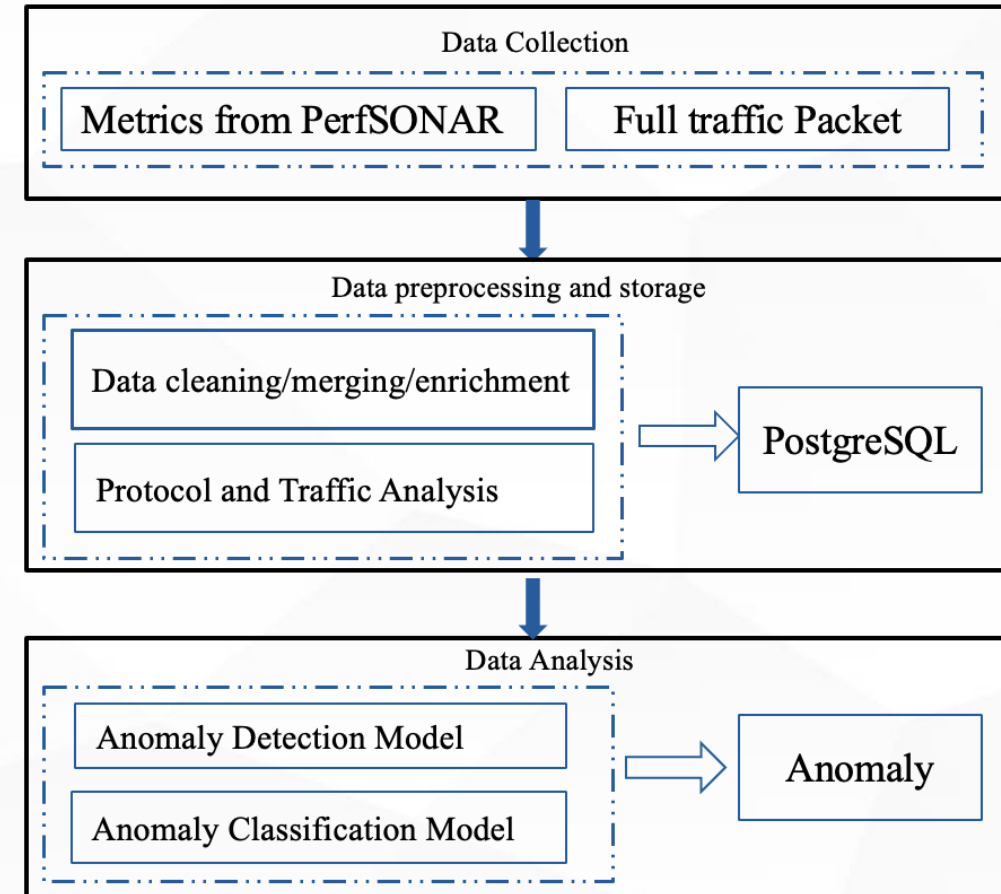 Data Collection
Metrics from PerfSONAR
Full traffic Packet
Data preprocessing and storage
Data cleaning/merging/enrichment
Protocol and Traffic Analysis
PostgreSQL
Data Analysis
Anomaly Detection Model
Anomaly Classification Model
Anomaly